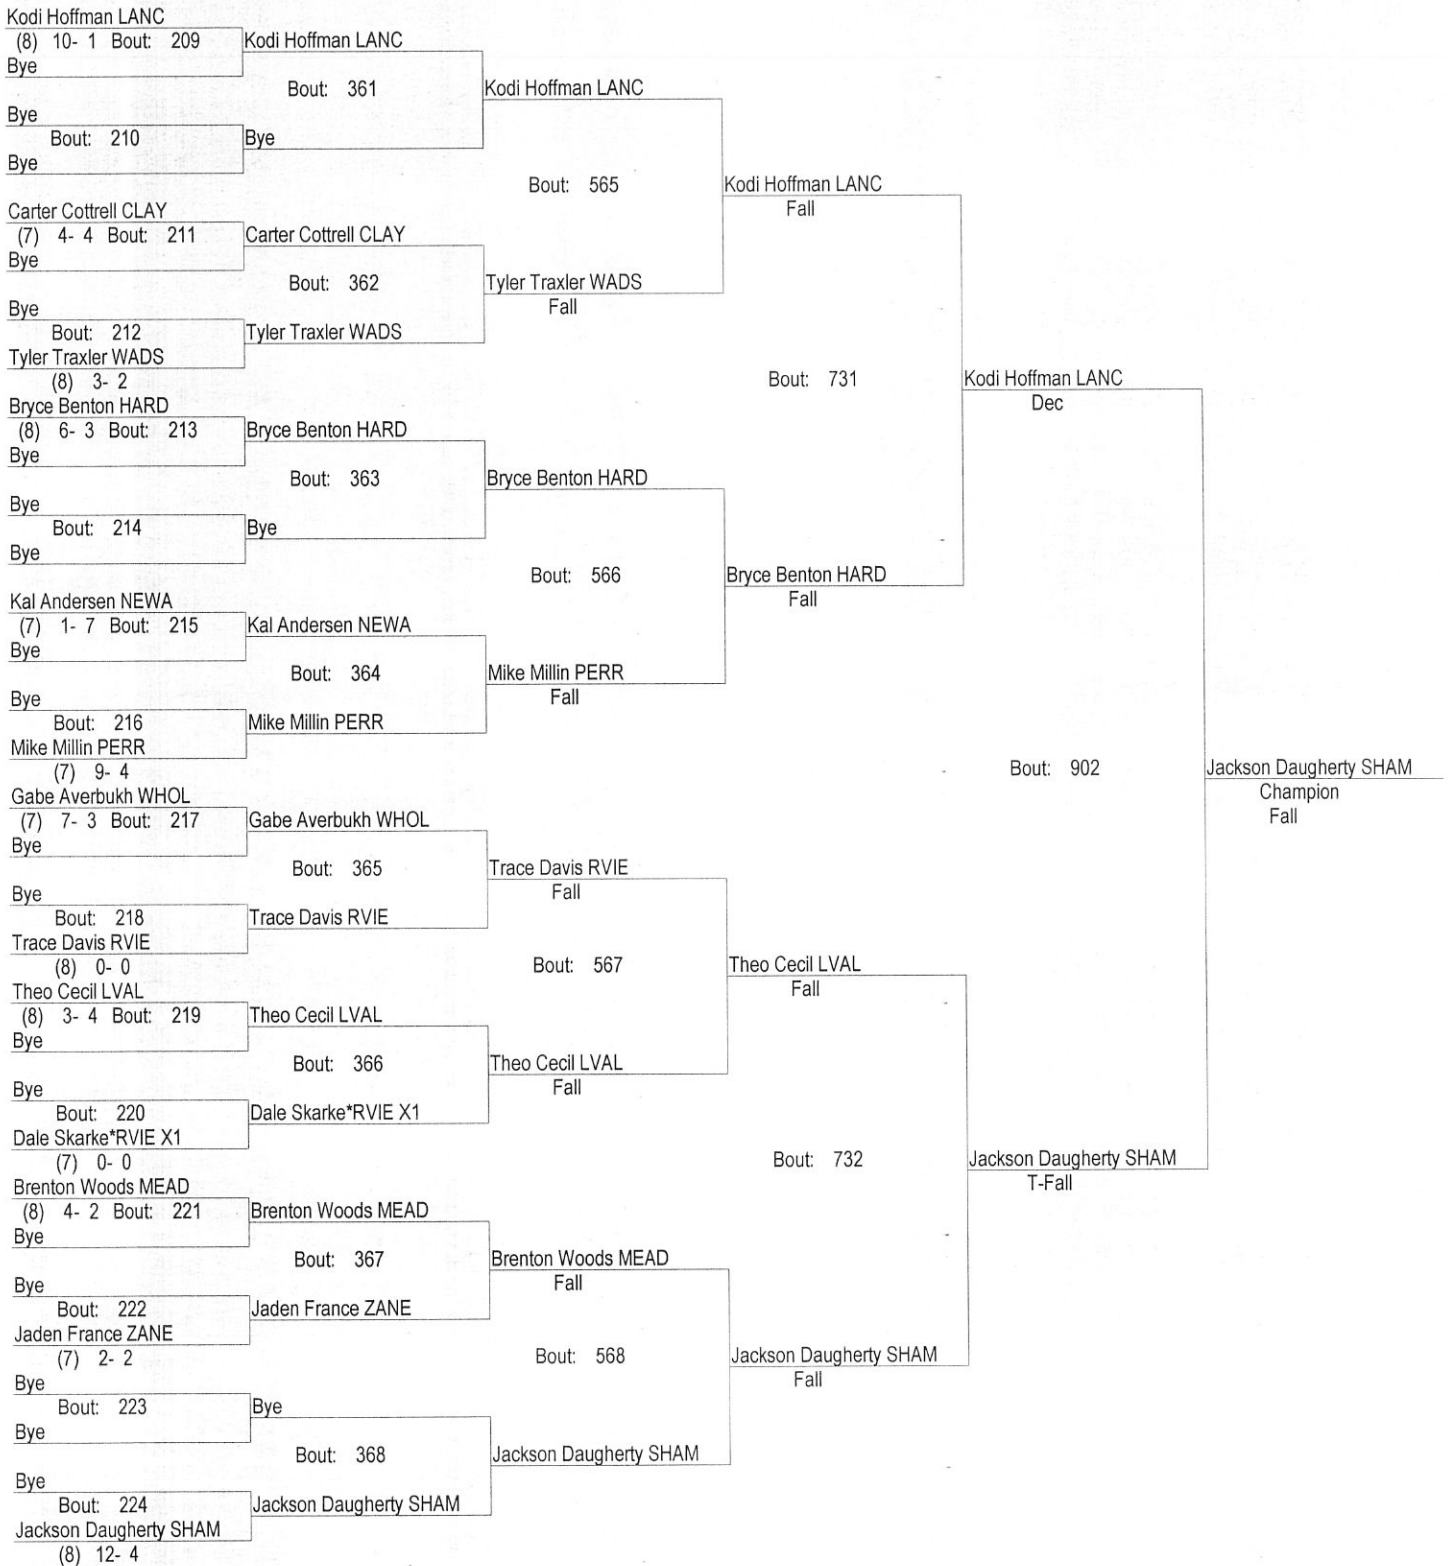 Kodi Hoffman LANC
(8) 10- 1 Bout: 209
Bye
Bye
Bout: 210
Bye
Carter Cottrell CLAY
(7) 4- 4 Bout: 211
Bye
Bye
Bout: 212
Tyler Traxler WADS
(8) 3- 2
Bryce Benton HARD
(8) 6- 3 Bout: 213
Bye
Bye
Bout: 214
Bye
Kal Andersen NEWA
(7) 1- 7 Bout: 215
Bye
Bye
Bout: 216
Mike Millin PERR
(7) 9- 4
Gabe Averbukh WHOL
(7) 7- 3 Bout: 217
Bye
Bye
Bout: 218
Trace Davis RVIE
(8) 0- 0
Theo Cecil LVAL
(8) 3- 4 Bout: 219
Bye
Bye
Bout: 220
Dale Skarke*RVIE X1
(7) 0- 0
Brenton Woods MEAD
(8) 4- 2 Bout: 221
Bye
Bye
Bout: 222
Jaden France ZANE
(7) 2- 2
Bye
Bout: 223
Bye
Bye
Bout: 224
Jackson Daugherty SHAM
(8) 12- 4
Kodi Hoffman LANC
Bout: 361
Bye
Carter Cottrell CLAY
Bout: 362
Tyler Traxler WADS
Bryce Benton HARD
Bout: 363
Bye
Kal Andersen NEWA
Bout: 364
Mike Millin PERR
Gabe Averbukh WHOL
Bout: 365
Trace Davis RVIE
Theo Cecil LVAL
Bout: 366
Dale Skarke*RVIE X1
Brenton Woods MEAD
Bout: 367
Jaden France ZANE
Bye
Bout: 368
Jackson Daugherty SHAM
Kodi Hoffman LANC
Bout: 565
Tyler Traxler WADS
Fall
Bryce Benton HARD
Bout: 566
Mike Millin PERR
Fall
Trace Davis RVIE
Fall
Bout: 567
Theo Cecil LVAL
Fall
Brenton Woods MEAD
Fall
Bout: 568
Jackson Daugherty SHAM
Kodi Hoffman LANC
Fall
Bout: 731
Bryce Benton HARD
Fall
Theo Cecil LVAL
Fall
Bout: 732
Jackson Daugherty SHAM
Fall
Kodi Hoffman LANC
Dec
Bout: 902
Jackson Daugherty SHAM
T-Fall
Jackson Daugherty SHAM
Champion
Fall